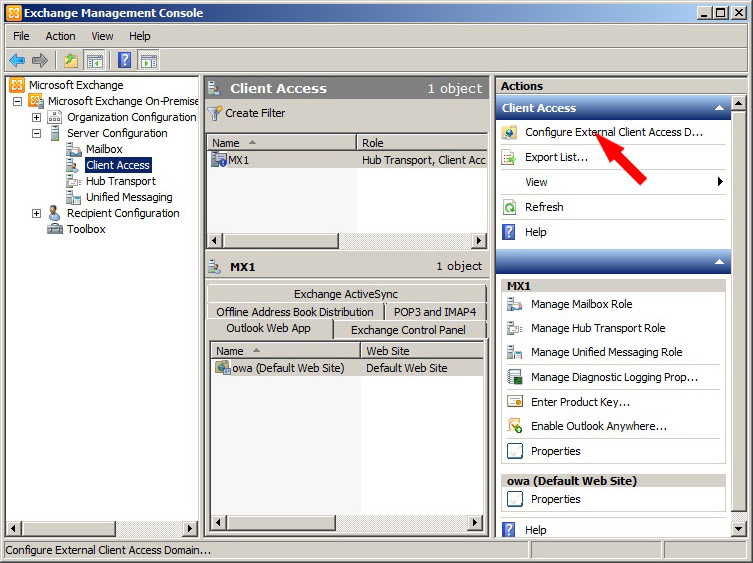 Exchange Management Console
File Action View Help
Microsoft Exchange
Microsoft Exchange On-Premise
Organization Configuration
Server Configuration
Mailbox
Client Access
Hub Transport
Unified Messaging
Recipient Configuration
Toolbox
Client Access 1 object
Create Filter
Name Role
MX1 Hub Transport, Client Acc
MX1 1 object
Exchange ActiveSync
Offline Address Book Distribution POP3 and IMAP4
Outlook Web App Exchange Control Panel
Name Web Site
owa (Default Web Site) Default Web Site
Actions
Client Access
Configure External Client Access D...
Export List...
View
Refresh
Help
MX1
Manage Mailbox Role
Manage Hub Transport Role
Manage Unified Messaging Role
Manage Diagnostic Logging Prop...
Enter Product Key...
Enable Outlook Anywhere...
Properties
owa (Default Web Site)
Properties
Help
Configure External Client Access Domain...